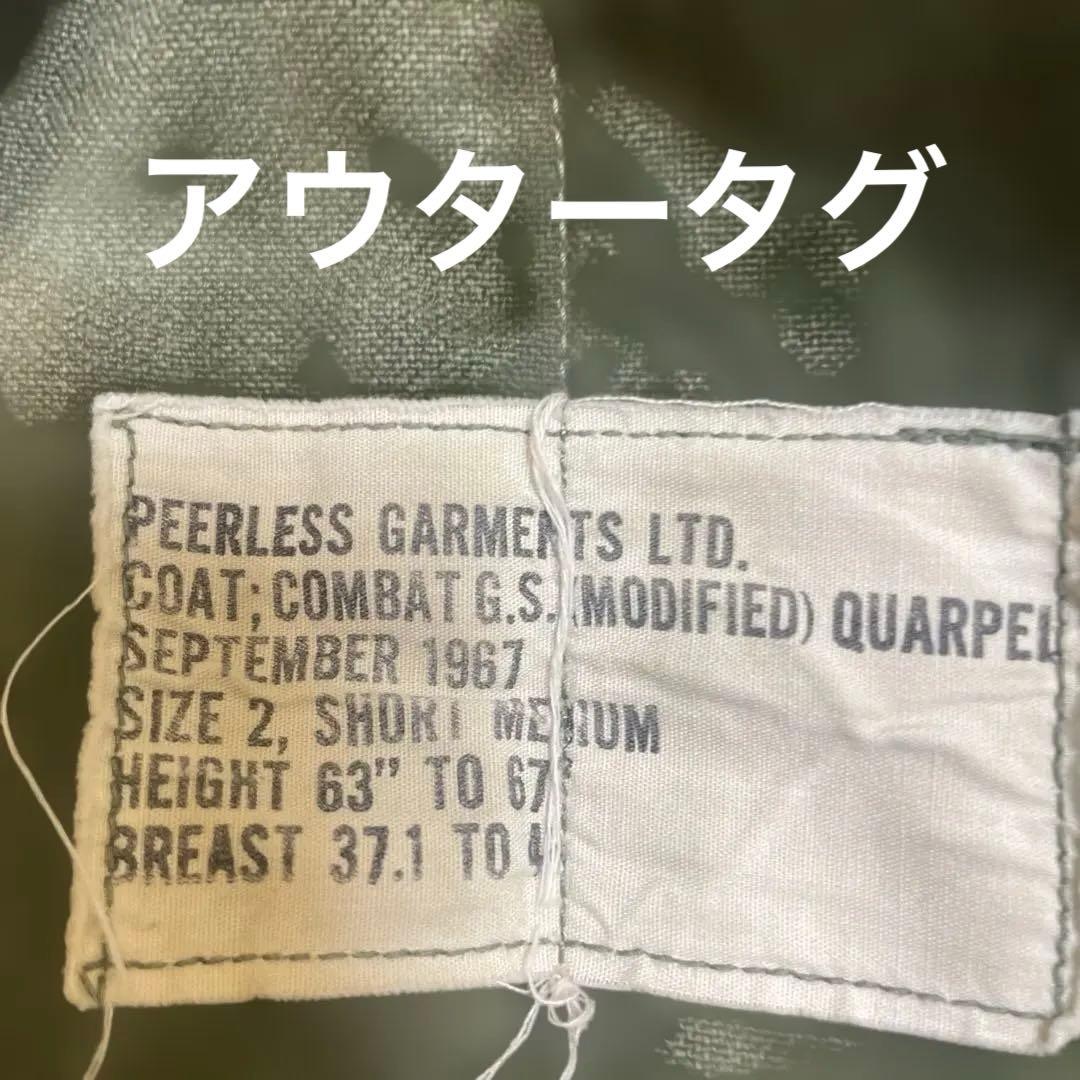 アウタータグ
PEERLESS GARMENTS LTD.
COAT; COMBAT G.S. (MODIFIED) QUARPEL
SEPTEMBER 1967
SIZE 2, SHORT MEDIUM
HEIGHT 63" TO 67"
BREAST 37.1 TO